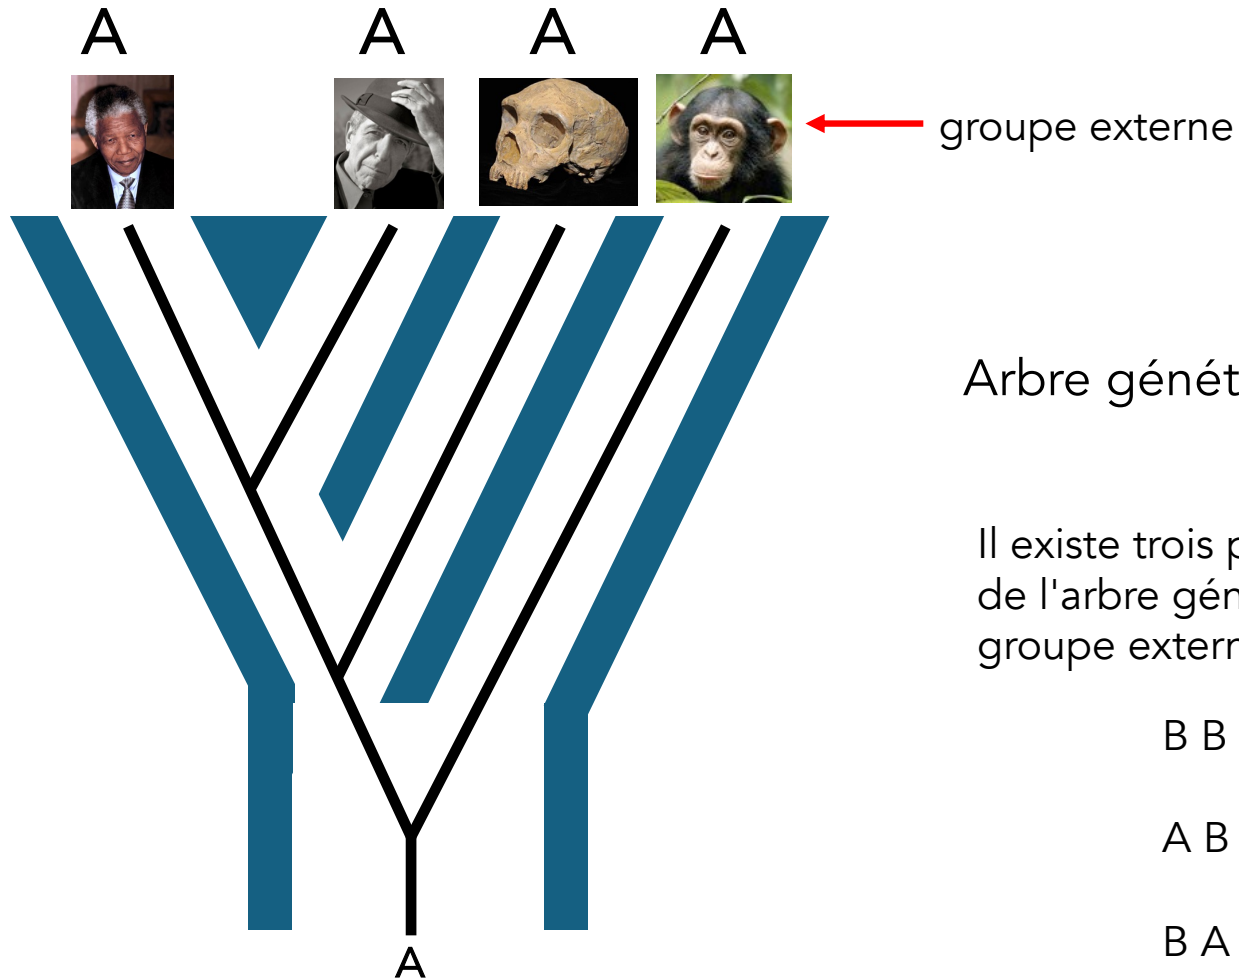 A A A A
groupe externe
Arbre génét
Il existe trois p
de l'arbre gén
groupe extern
B B
A B
B A
A